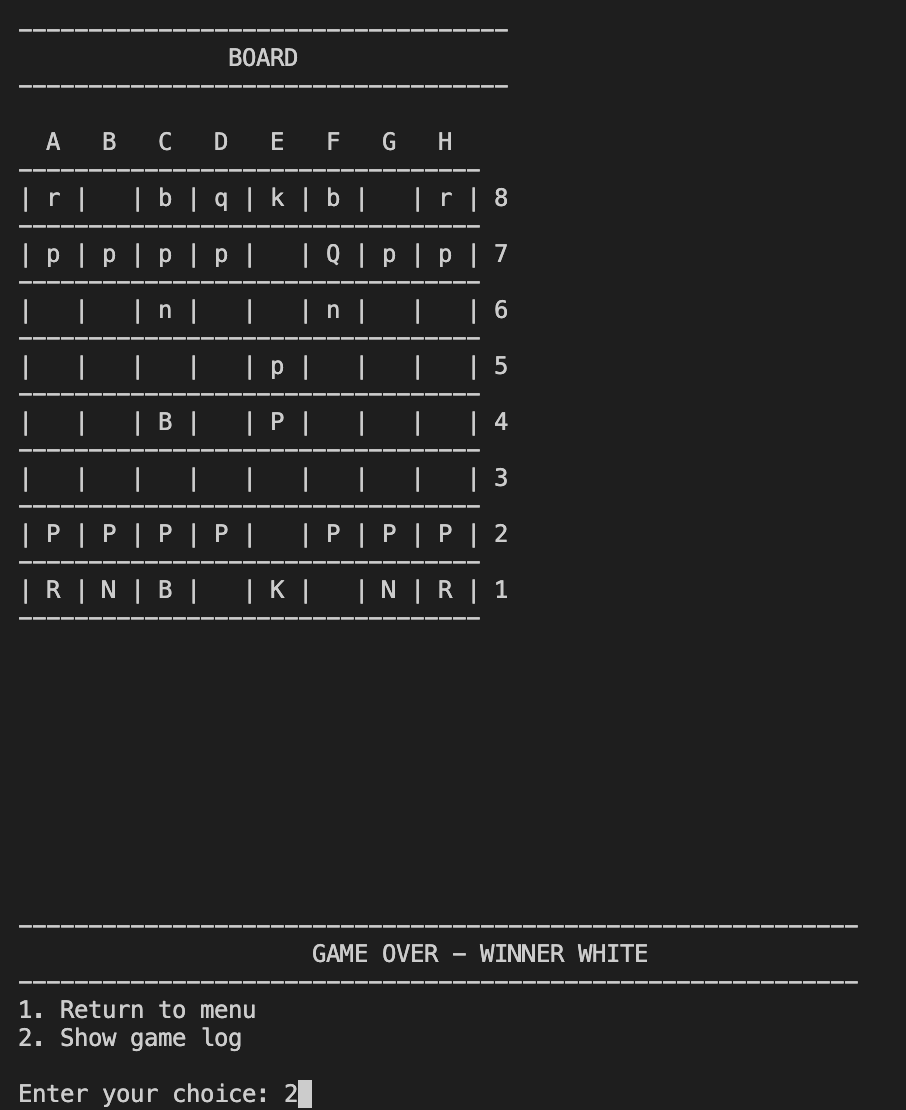 BOARD
A B C D E F G H
| r |   | b | q | k | b |   | r | 8
| p | p | p | p |   | Q | p | p | 7
|   |   | n |   |   | n |   |   | 6
|   |   |   |   | p |   |   |   | 5
|   |   | B |   | P |   |   |   | 4
|   |   |   |   |   |   |   |   | 3
| P | P | P | P |   | P | P | P | 2
| R | N | B |   | K |   | N | R | 1
GAME OVER – WINNER WHITE
1. Return to menu
2. Show game log
Enter your choice: 2